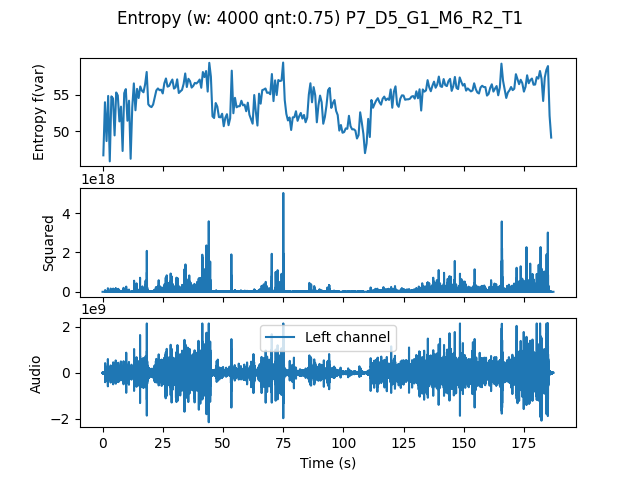 Entropy (w: 4000 qnt:0.75) P7_D5_G1_M6_R2_T1
Entropy f(var)
55
50
1e18
Squared
4
2
0
1e9
Audio
2
0
−2
Left channel
0 25 50 75 100 125 150 175
Time (s)